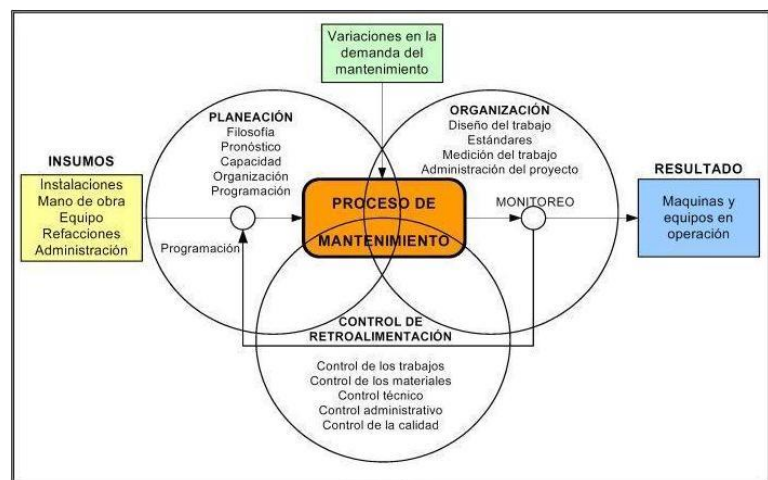 Variaciones en la
demanda del
mantenimiento
PLANEACIÓN
Filosofía
Pronóstico
Capacidad
Organización
Programación
ORGANIZACIÓN
Diseño del trabajo
Estándares
Medición del trabajo
Administración del proyecto
INSUMOS
Instalaciones
Mano de obra
Equipo
Refacciones
Administración
Programación
PROCESO DE
MANTENIMIENTO
MONITOREO
RESULTADO
Maquinas y
equipos en
operación
CONTROL DE
RETROALIMENTACIÓN
Control de los trabajos
Control de los materiales
Control técnico
Control administrativo
Control de la calidad